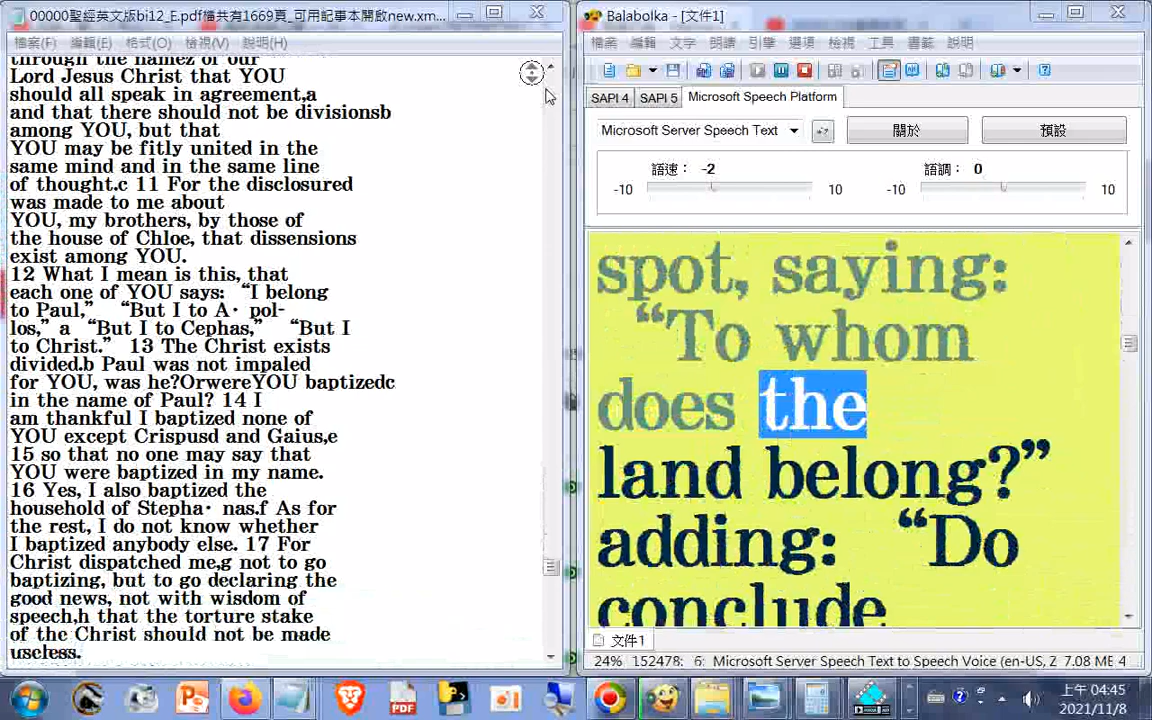 00000聖經英文版bi12_E.pdf檔共有1669頁_可用記事本開啟new.xm...
檔案(F) 編輯(E) 格式(O) 檢視(V) 說明(H)
through the namez of our
Lord Jesus Christ that YOU
should all speak in agreement,a
and that there should not be divisionsb
among YOU, but that
YOU may be fitly united in the
same mind and in the same line
of thought.c 11 For the disclosured
was made to me about
YOU, my brothers, by those of
the house of Chloe, that dissensions
exist among YOU.
12 What I mean is this, that
each one of YOU says: “I belong
to Paul,” “But I to A· pol-
los,” a “But I to Cephas,” “But I
to Christ.” 13 The Christ exists
divided.b Paul was not impaled
for YOU, was he?OrwereYOU baptizedc
in the name of Paul? 14 I
am thankful I baptized none of
YOU except Crispusd and Gaius,e
15 so that no one may say that
YOU were baptized in my name.
16 Yes, I also baptized the
household of Stepha· nas.f As for
the rest, I do not know whether
I baptized anybody else. 17 For
Christ dispatched me,g not to go
baptizing, but to go declaring the
good news, not with wisdom of
speech,h that the torture stake
of the Christ should not be made
useless.
Balabolka - [文件1]
檔案 編輯 文字 朗讀 引擎 選項 檢視 工具 書籤 說明
SAPI 4 SAPI 5 Microsoft Speech Platform
Microsoft Server Speech Text 關於 預設
語速： -2 語調： 0
-10 10 -10 10
spot, saying:
“To whom
does the
land belong?”
adding: “Do
conclude
文件1
24% 152478: 6: Microsoft Server Speech Text to Speech Voice (en-US, Z 7.08 MB 4
上午 04:45
2021/11/8